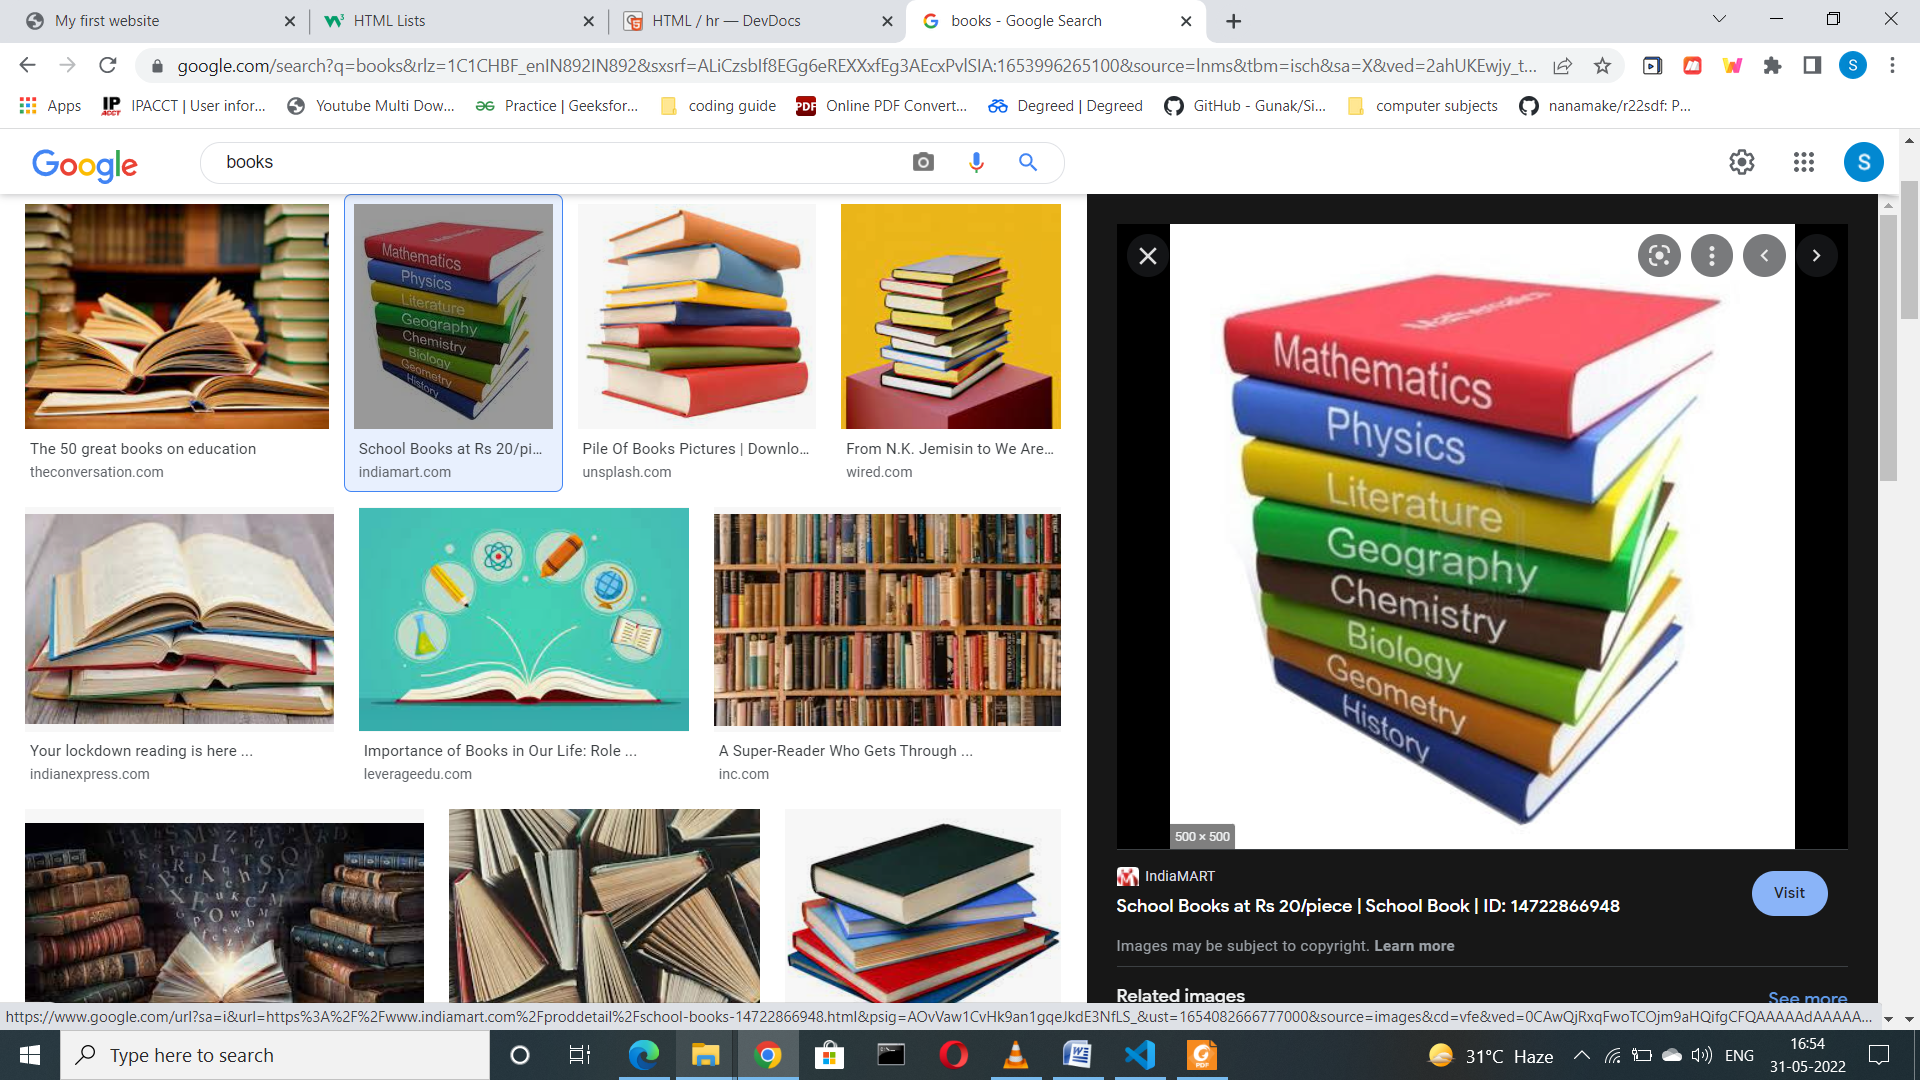 My first website
HTML Lists
HTML / hr — DevDocs
books - Google Search
google.com/search?q=books&rlz=1C1CHBF_enIN892IN892&sxsrf=ALiCzsblf8EGg6eREXXxfEg3AEcxPvlSIA:1653996265100&source=lnms&tbm=isch&sa=X&ved=2ahUKEwjy_t...
Apps
IPACCT | User infor...
Youtube Multi Dow...
Practice | Geeksfor...
coding guide
PDF
Online PDF Convert...
Degreed | Degreed
GitHub - Gunak/Si...
computer subjects
nanamake/r22sdf: P...
Google
books
S
Mathematics
Physics
Literature
Geography
Chemistry
Biology
Geometry
History
The 50 great books on education
theconversation.com
School Books at Rs 20/pi...
indiamart.com
Pile Of Books Pictures | Downlo...
unsplash.com
From N.K. Jemisin to We Are...
wired.com
Your lockdown reading is here ...
indianexpress.com
Importance of Books in Our Life: Role ...
leverageedu.com
A Super-Reader Who Gets Through ...
inc.com
Mathematics
Mathematics
Physics
Literature
Geography
Chemistry
Biology
Geometry
History
500 × 500
IndiaMART
School Books at Rs 20/piece | School Book | ID: 14722866948
Visit
Images may be subject to copyright. Learn more
Related images
See more
https://www.google.com/url?sa=i&url=https%3A%2F%2Fwww.indiamart.com%2Fproddetail%2Fschool-books-14722866948.html&psig=AOvVaw1CvHk9an1gqeJkdE3NfLS_&ust=1654082666777000&source=images&cd=vfe&ved=0CAwQjRxqFwoTCOjm9aHQifgCFQAAAAAdAAAAA...
Type here to search
31°C Haze
ENG
16:54
31-05-2022